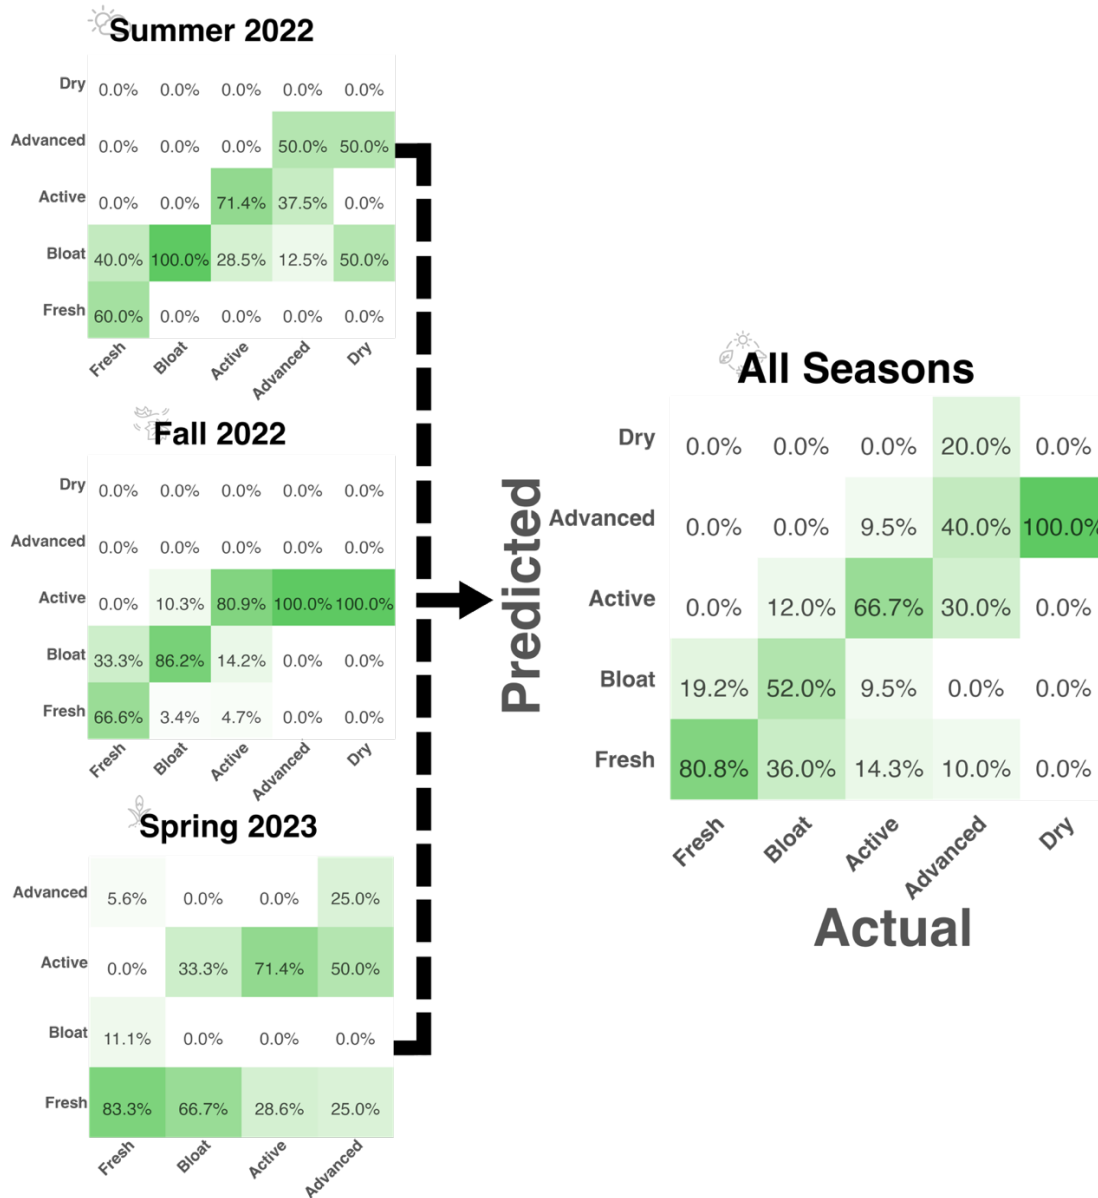 Summer 2022
Dry 0.0% 0.0% 0.0% 0.0% 0.0%
Advanced 0.0% 0.0% 0.0% 50.0% 50.0%
Active 0.0% 0.0% 71.4% 37.5% 0.0%
Bloat 40.0% 100.0% 28.5% 12.5% 50.0%
Fresh 60.0% 0.0% 0.0% 0.0% 0.0%
Fresh Bloat Active Advanced Dry
Fall 2022
Dry 0.0% 0.0% 0.0% 0.0% 0.0%
Advanced 0.0% 0.0% 0.0% 0.0% 0.0%
Active 0.0% 10.3% 80.9% 100.0% 100.0%
Bloat 33.3% 86.2% 14.2% 0.0% 0.0%
Fresh 66.6% 3.4% 4.7% 0.0% 0.0%
Fresh Bloat Active Advanced Dry
Spring 2023
Advanced 5.6% 0.0% 0.0% 25.0%
Active 0.0% 33.3% 71.4% 50.0%
Bloat 11.1% 0.0% 0.0% 0.0%
Fresh 83.3% 66.7% 28.6% 25.0%
Fresh Bloat Active Advanced
All Seasons
Predicted
Dry 0.0% 0.0% 0.0% 20.0% 0.0%
Advanced 0.0% 0.0% 9.5% 40.0% 100.0%
Active 0.0% 12.0% 66.7% 30.0% 0.0%
Bloat 19.2% 52.0% 9.5% 0.0% 0.0%
Fresh 80.8% 36.0% 14.3% 10.0% 0.0%
Fresh Bloat Active Advanced Dry
Actual